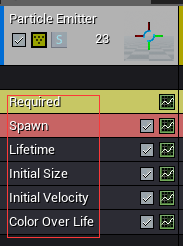 Particle Emitter
S 23
Required
Spawn
Lifetime
Initial Size
Initial Velocity
Color Over Life